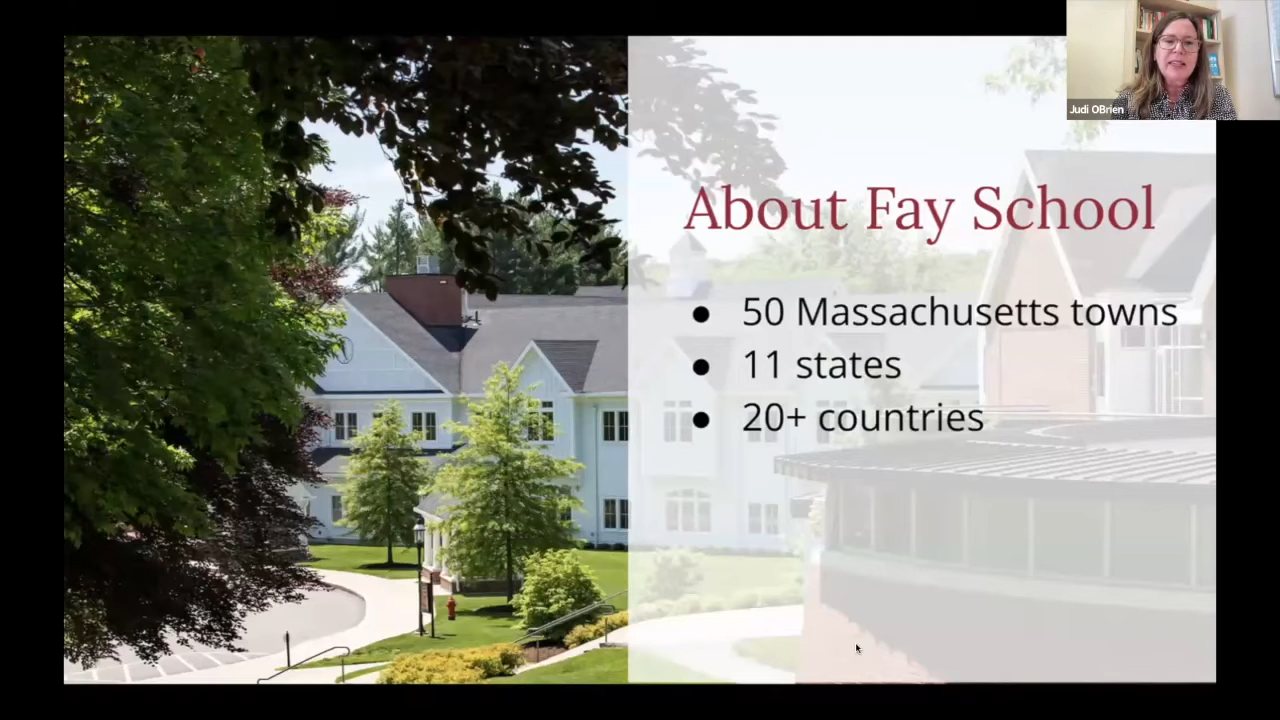 Judi OBrien
About Fay School
● 50 Massachusetts towns
● 11 states
● 20+ countries